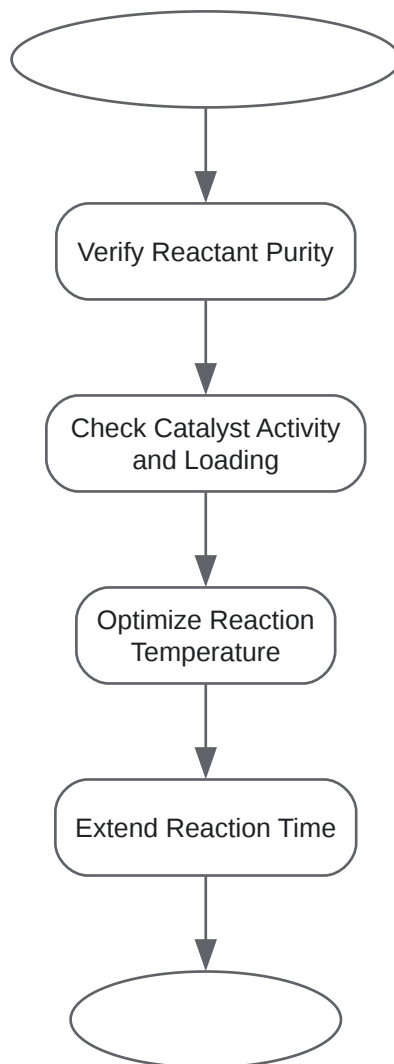 Verify Reactant Purity
Check Catalyst Activity
and Loading
Optimize Reaction
Temperature
Extend Reaction Time